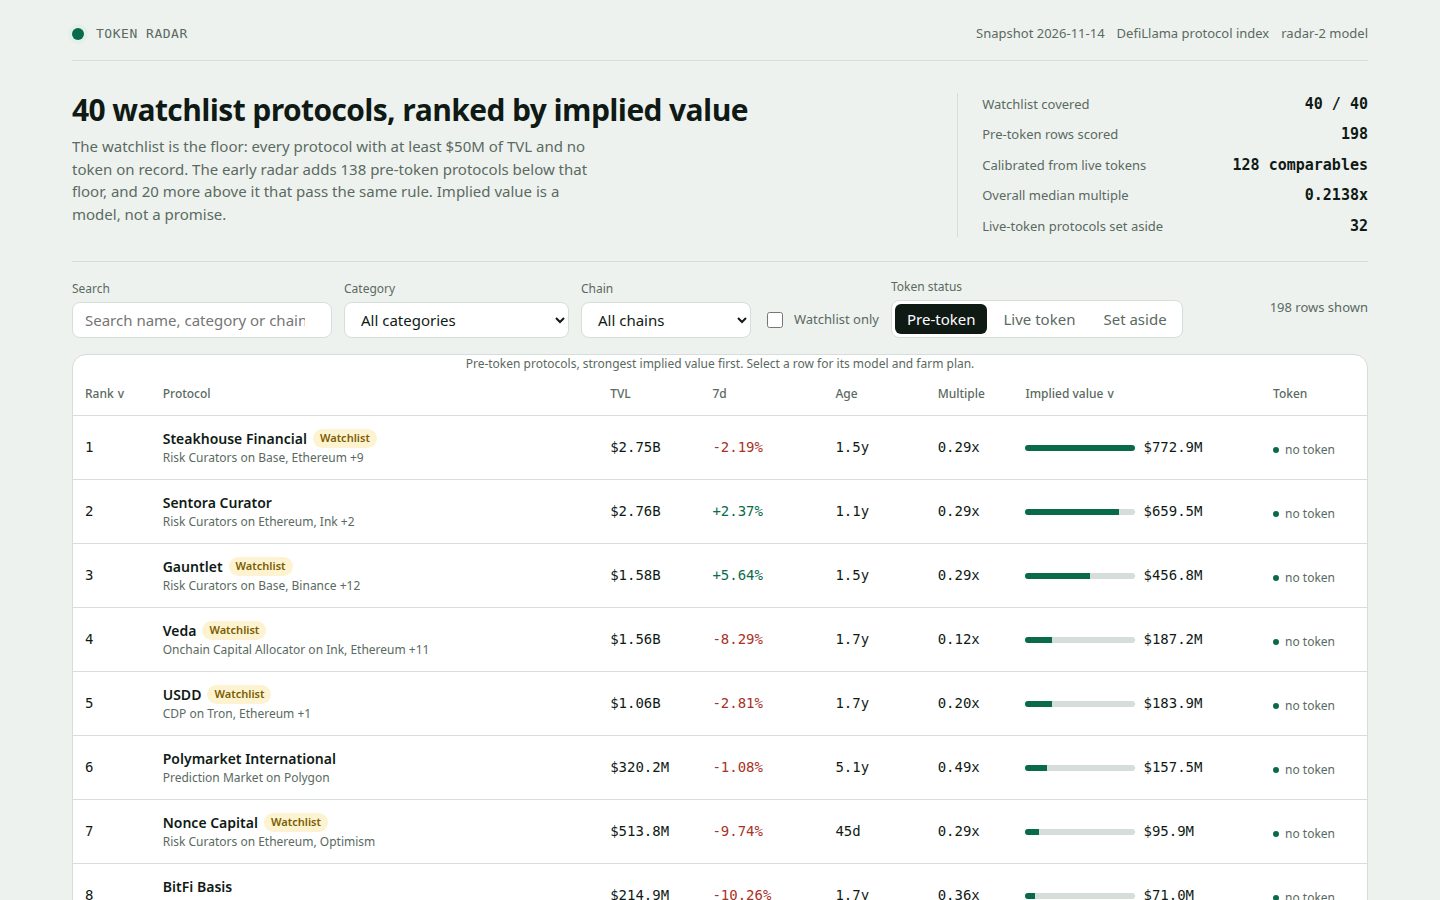 TOKEN RADAR
Snapshot 2026-11-14 DefiLlama protocol index radar-2 model
40 watchlist protocols, ranked by implied value
The watchlist is the floor: every protocol with at least $50M of TVL and no
token on record. The early radar adds 138 pre-token protocols below that
floor, and 20 more above it that pass the same rule. Implied value is a
model, not a promise.
Watchlist covered 40 / 40
Pre-token rows scored 198
Calibrated from live tokens 128 comparables
Overall median multiple 0.2138x
Live-token protocols set aside 32
Search Category Chain Token status
Search name, category or chain All categories All chains Watchlist only Pre-token Live token Set aside 198 rows shown
Pre-token protocols, strongest implied value first. Select a row for its model and farm plan.
Rank v Protocol TVL 7d Age Multiple Implied value v Token
1 Steakhouse Financial Watchlist $2.75B -2.19% 1.5y 0.29x $772.9M no token
Risk Curators on Base, Ethereum +9
2 Sentora Curator $2.76B +2.37% 1.1y 0.29x $659.5M no token
Risk Curators on Ethereum, Ink +2
3 Gauntlet Watchlist $1.58B +5.64% 1.5y 0.29x $456.8M no token
Risk Curators on Base, Binance +12
4 Veda Watchlist $1.56B -8.29% 1.7y 0.12x $187.2M no token
Onchain Capital Allocator on Ink, Ethereum +11
5 USDD Watchlist $1.06B -2.81% 1.7y 0.20x $183.9M no token
CDP on Tron, Ethereum +1
6 Polymarket International $320.2M -1.08% 5.1y 0.49x $157.5M no token
Prediction Market on Polygon
7 Nonce Capital Watchlist $513.8M -9.74% 45d 0.29x $95.9M no token
Risk Curators on Ethereum, Optimism
8 BitFi Basis $214.9M -10.26% 1.7y 0.36x $71.0M no token